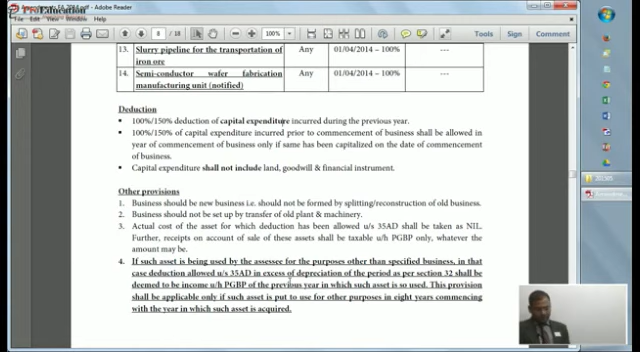 ProEducation
Adobe Reader
File Edit View Window
8
100%
Tools Comment Share
13. Slurry pipeline for the transportation of iron ore Any 01/04/2014 – 100% ---
14. Semi-conductor wafer fabrication manufacturing unit (notified) Any 01/04/2014 – 100% ---
Deduction
• 100%/150% deduction of capital expenditure incurred during the previous year.
• 100%/150% of capital expenditure incurred prior to commencement of business shall be allowed in
year of commencement of business only if same has been capitalized on the date of commencement
of business.
• Capital expenditure shall not include land, goodwill & financial instrument.
Other provisions
1. Business should be new business i.e. should not be formed by splitting/reconstruction of old business.
2. Business should not be set up by transfer of old plant & machinery.
3. Actual cost of the asset for which deduction has been allowed u/s 35AD shall be taken as NIL.
Further, receipts on account of sale of these assets shall be taxable u/h PGBP only, whatever the
amount may be.
4. If such asset is being used by the assessee for the purposes other than specified business, in that
case deduction allowed u/s 35AD in excess of depreciation of the period as per section 32 shall be
deemed to be income u/h PGBP of the previous year in which such asset is so used. This provision
shall be applicable only if such asset is put to use for other purposes in eight years commencing
with the year in which such asset is acquired.